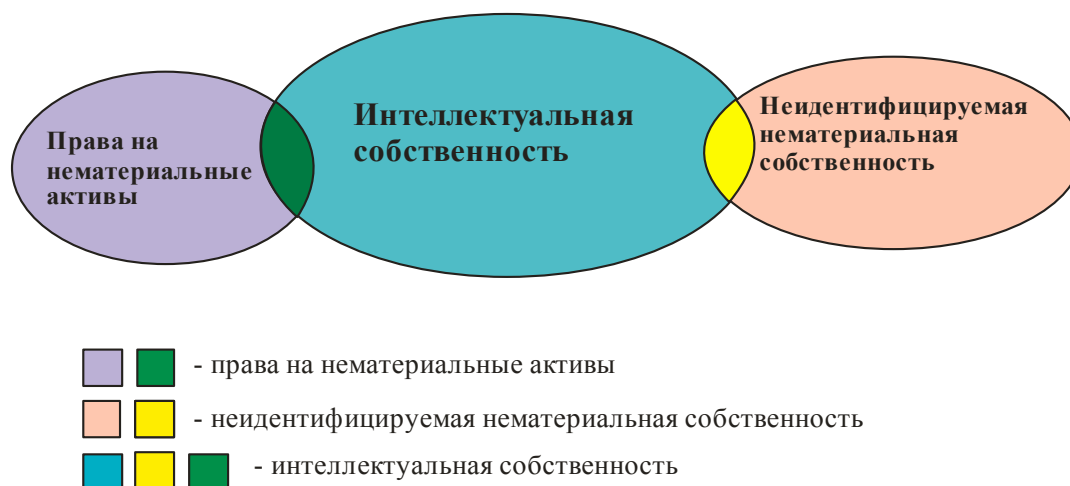 Права на
нематериальные
активы
Интеллектуальная
собственность
Неидентифицируемая
нематериальная
собственность
- права на нематериальные активы
- неидентифицируемая нематериальная собственность
- интеллектуальная собственность